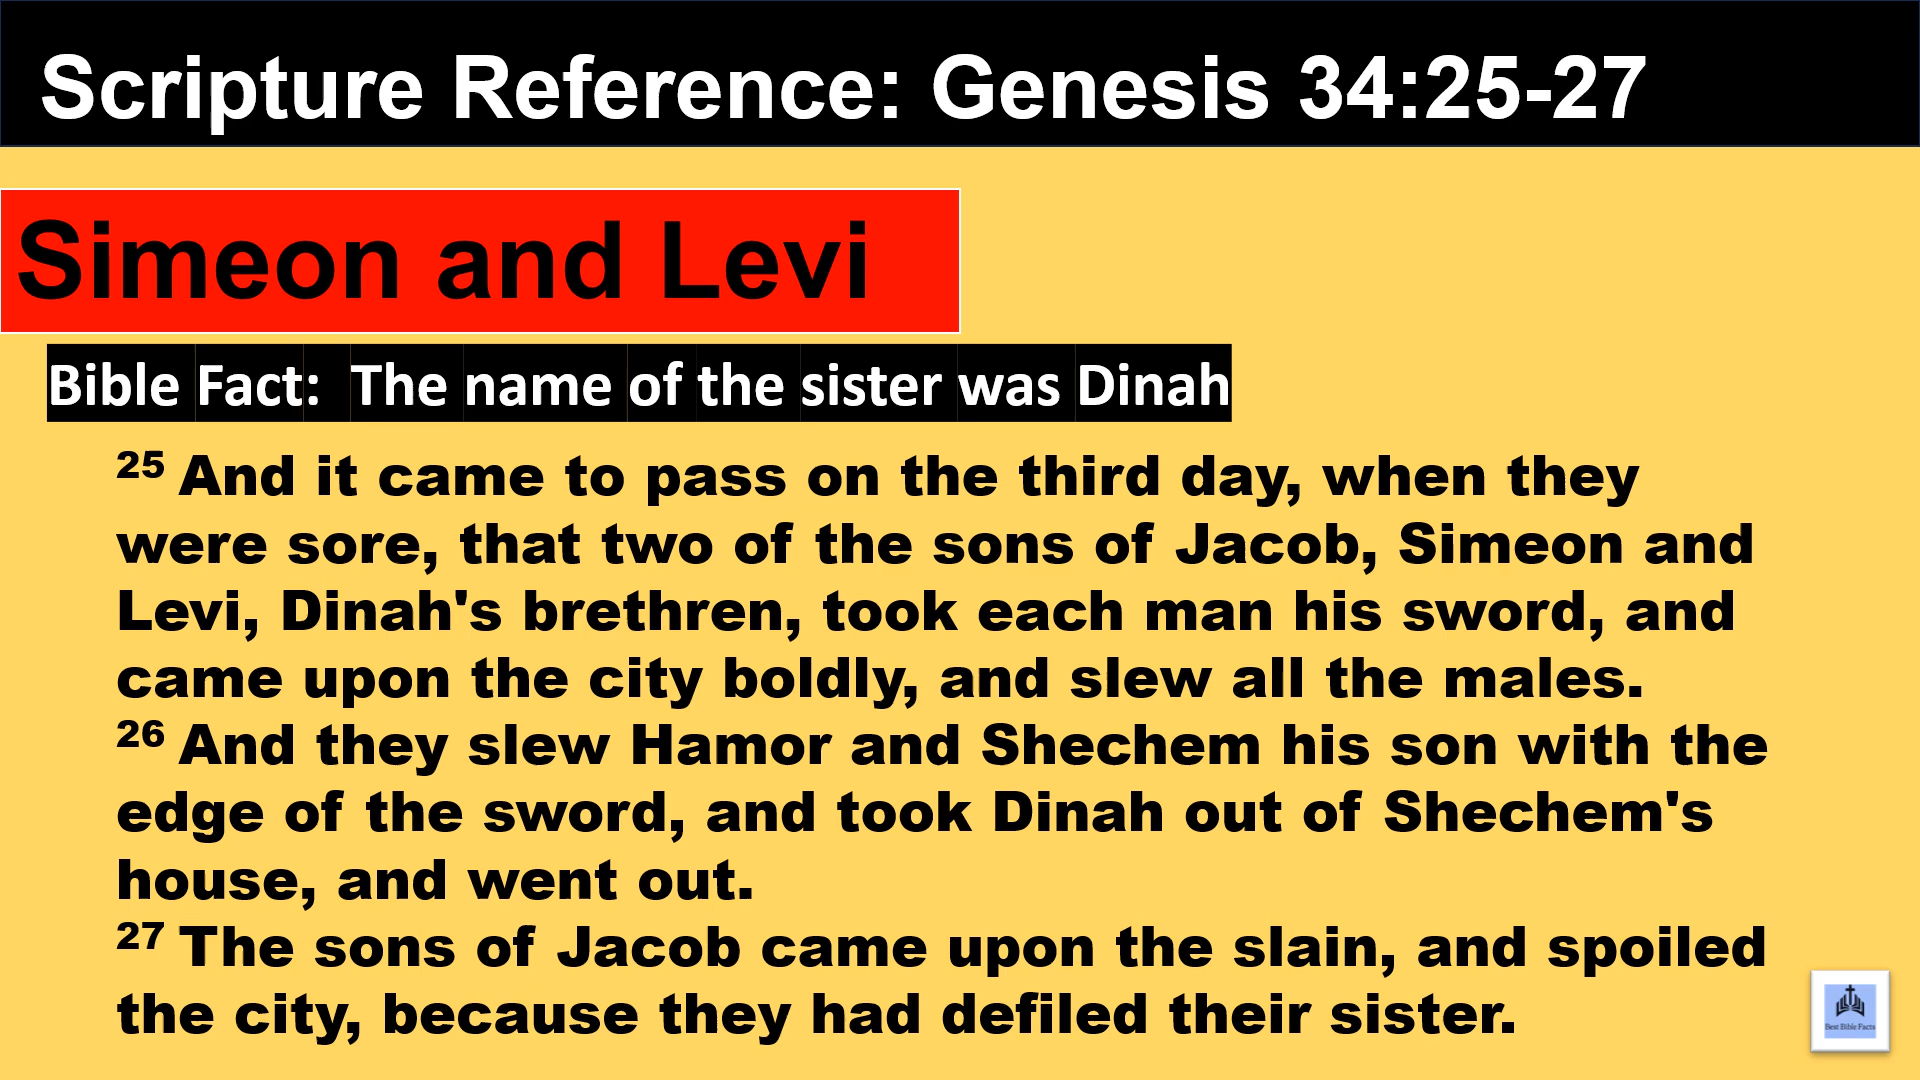 Scripture Reference: Genesis 34:25-27
Simeon and Levi
Bible Fact: The name of the sister was Dinah
25 And it came to pass on the third day, when they
were sore, that two of the sons of Jacob, Simeon and
Levi, Dinah's brethren, took each man his sword, and
came upon the city boldly, and slew all the males.
26 And they slew Hamor and Shechem his son with the
edge of the sword, and took Dinah out of Shechem's
house, and went out.
27 The sons of Jacob came upon the slain, and spoiled
the city, because they had defiled their sister.
Best Bible Facts